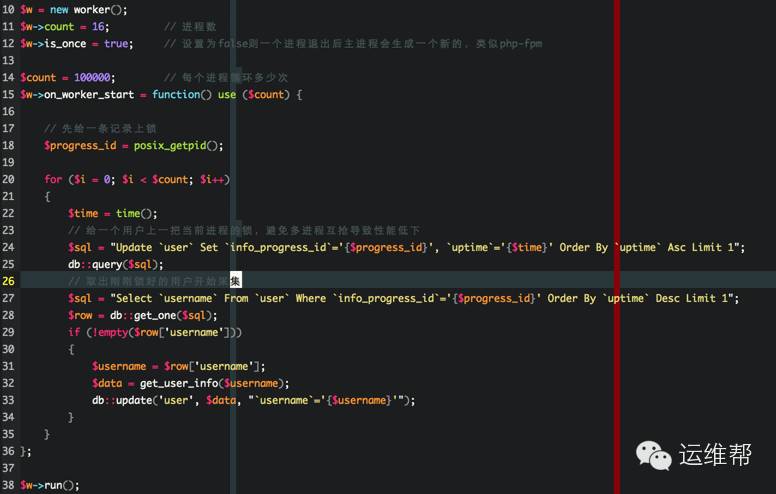 10 $w = new worker();
11 $w->count = 16;        // 进程数
12 $w->is_once = true;    // 设置为false则一个进程退出后主进程会生成一个新的，类似php-fpm
13
14 $count = 100000;       // 每个进程循环多少次
15 $w->on_worker_start = function() use ($count) {
16
17     // 先给一条记录上锁
18     $progress_id = posix_getpid();
19
20     for ($i = 0; $i < $count; $i++)
21     {
22         $time = time();
23         // 给一个用户上一把当前进程的锁，避免多进程互抢导致性能低下
24         $sql = "Update `user` Set `info_progress_id`='{$progress_id}', `uptime`='{$time}' Order By `uptime` Asc Limit 1";
25         db::query($sql);
26         // 取出刚刚锁好的用户开始采集
27         $sql = "Select `username` From `user` Where `info_progress_id`='{$progress_id}' Order By `uptime` Desc Limit 1";
28         $row = db::get_one($sql);
29         if (!empty($row['username']))
30         {
31             $username = $row['username'];
32             $data = get_user_info($username);
33             db::update('user', $data, "`username`='{$username}'");
34         }
35     }
36 };
37
38 $w->run();
运维帮